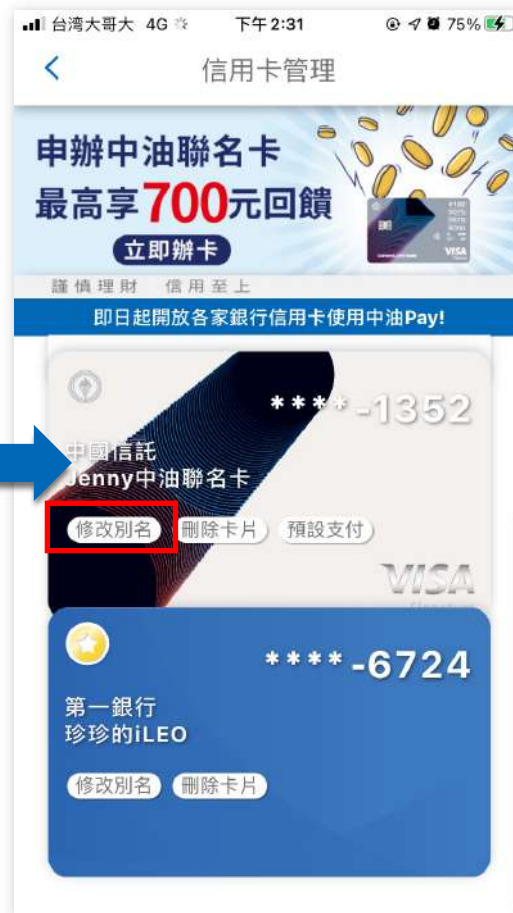 台湾大哥大 4G 下午2:31 75%
信用卡管理
申辦中油聯名卡
最高享700元回饋
立即辦卡
VISA
謹慎理財 信用至上
即日起開放各家銀行信用卡使用中油Pay!
****-1352
中國信託
Jenny中油聯名卡
修改別名 刪除卡片 預設支付
VISA
****-6724
第一銀行
珍珍的iLEO
修改別名 刪除卡片